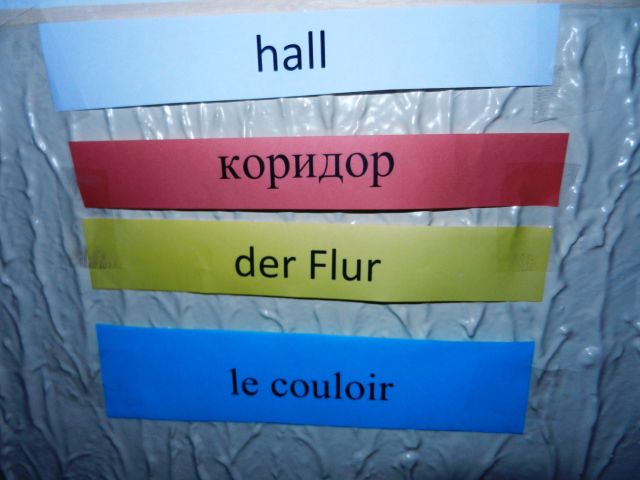 hall
коридор
der Flur
le couloir